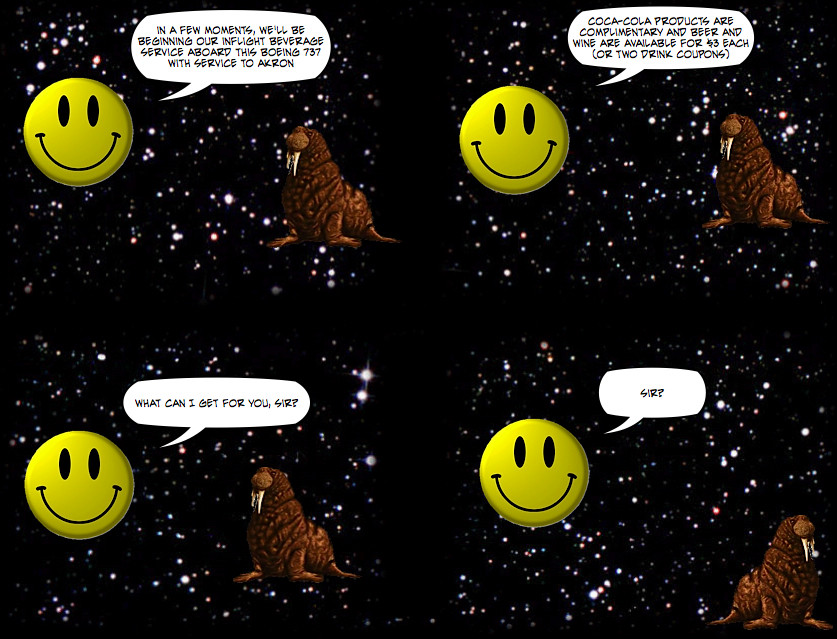 IN A FEW MOMENTS, WE'LL BE
BEGINNING OUR INFLIGHT BEVERAGE
SERVICE ABOARD THIS BOEING 737
WITH SERVICE TO AKRON
COCA-COLA PRODUCTS ARE
COMPLIMENTARY AND BEER AND
WINE ARE AVAILABLE FOR $3 EACH
(OR TWO DRINK COUPONS)
WHAT CAN I GET FOR YOU, SIR?
SIR?